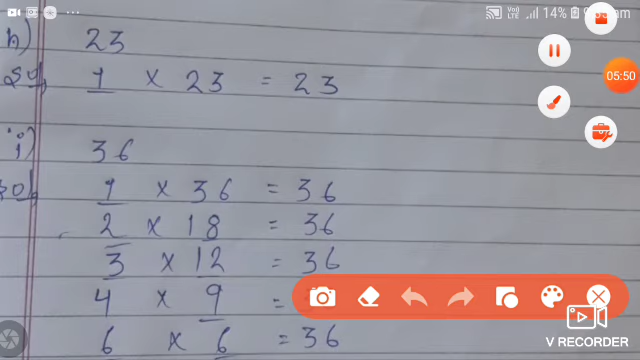 14%
h) 23
05:50
Sol 1 × 23 = 23
i) 36
Sol 1 × 36 = 36
2 × 18 = 36
3 × 12 = 36
4 × 9 =
6 × 6 = 36
V RECORDER